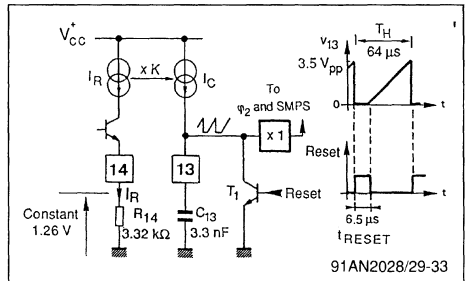 V⁺CC
IR
x K
IC
To
φ2 and SMPS
x 1
14
13
IR
Constant
1.26 V
R14
3.32 kΩ
C13
3.3 nF
T1
Reset
v13
TH
64 μs
3.5 Vpp
0
t
Reset
t
6.5 μs
tRESET
91AN2028/29-33